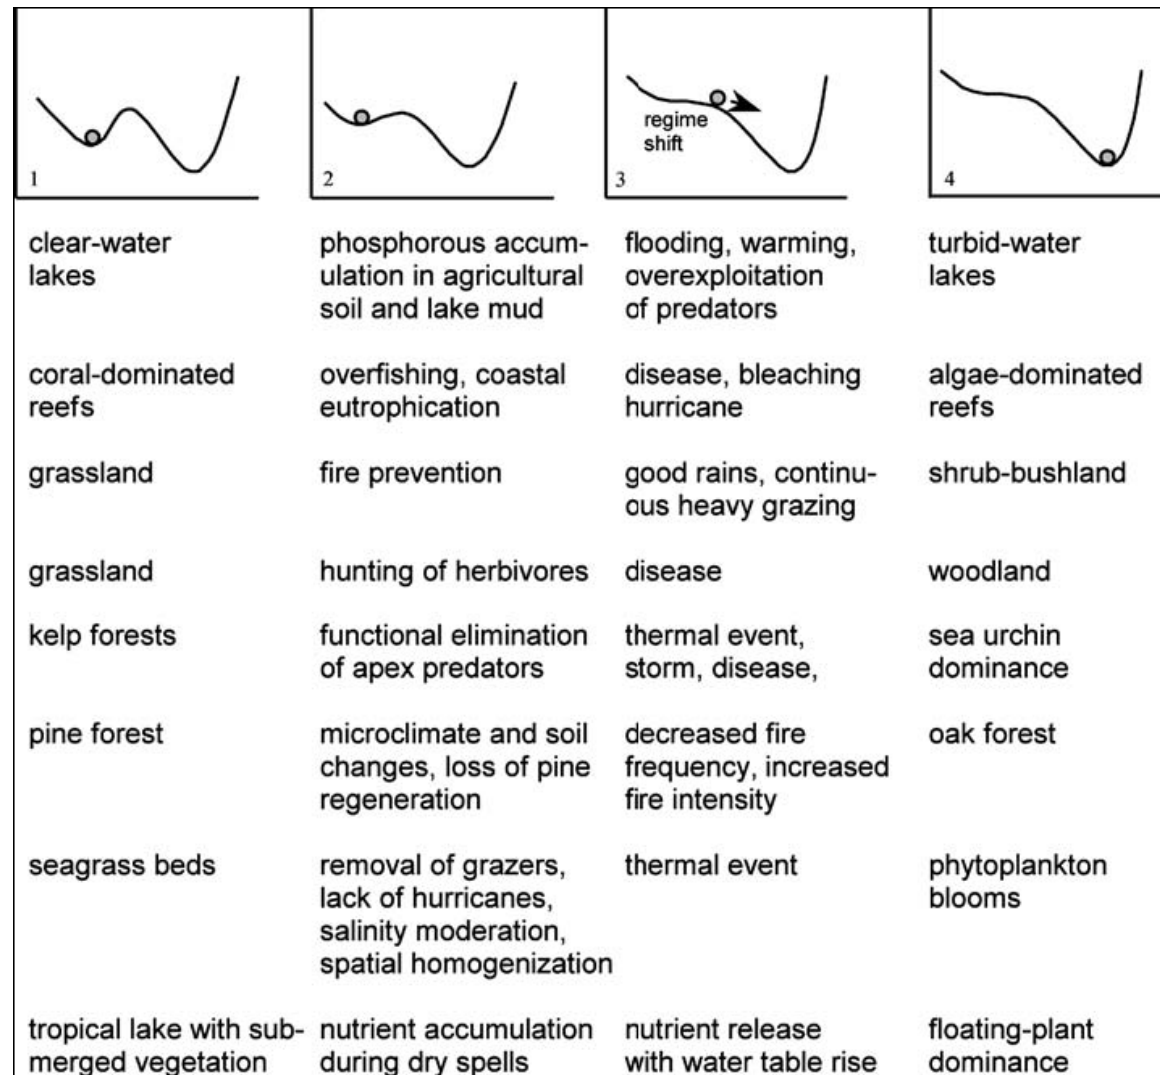 1
2
regime
shift
3
4
clear-water
lakes
phosphorous accum-
ulation in agricultural
soil and lake mud
flooding, warming,
overexploitation
of predators
turbid-water
lakes
coral-dominated
reefs
overfishing, coastal
eutrophication
disease, bleaching
hurricane
algae-dominated
reefs
grassland
fire prevention
good rains, continu-
ous heavy grazing
shrub-bushland
grassland
hunting of herbivores
disease
woodland
kelp forests
functional elimination
of apex predators
thermal event,
storm, disease,
sea urchin
dominance
pine forest
microclimate and soil
changes, loss of pine
regeneration
decreased fire
frequency, increased
fire intensity
oak forest
seagrass beds
removal of grazers,
lack of hurricanes,
salinity moderation,
spatial homogenization
thermal event
phytoplankton
blooms
tropical lake with sub-
merged vegetation
nutrient accumulation
during dry spells
nutrient release
with water table rise
floating-plant
dominance